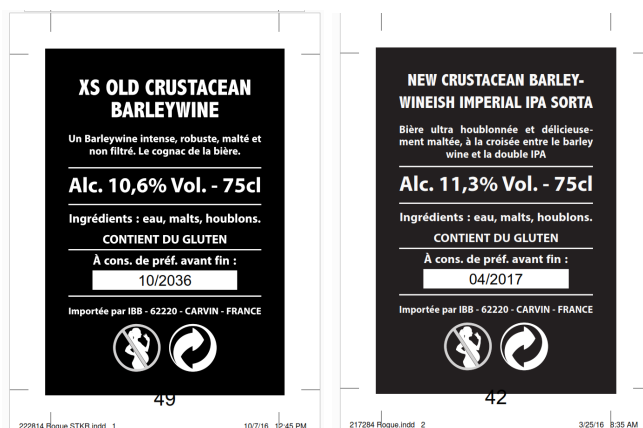 XS OLD CRUSTACEAN
BARLEYWINE
Un Barleywine intense, robuste, malté et
non filtré. Le cognac de la bière.
Alc. 10,6% Vol. - 75cl
Ingrédients : eau, malts, houblons.
CONTIENT DU GLUTEN
À cons. de préf. avant fin :
10/2036
Importée par IBB - 62220 - CARVIN - FRANCE
49
222814 Rogue STKR.indd 1
10/7/16 12:45 PM
NEW CRUSTACEAN BARLEY-
WINEISH IMPERIAL IPA SORTA
Bière ultra houblonnée et délicieuse-
ment maltée, à la croisée entre le barley
wine et la double IPA
Alc. 11,3% Vol. - 75cl
Ingrédients : eau, malts, houblons.
CONTIENT DU GLUTEN
À cons. de préf. avant fin :
04/2017
Importée par IBB - 62220 - CARVIN - FRANCE
42
217284 Rogue.indd 2
3/25/16 8:35 AM